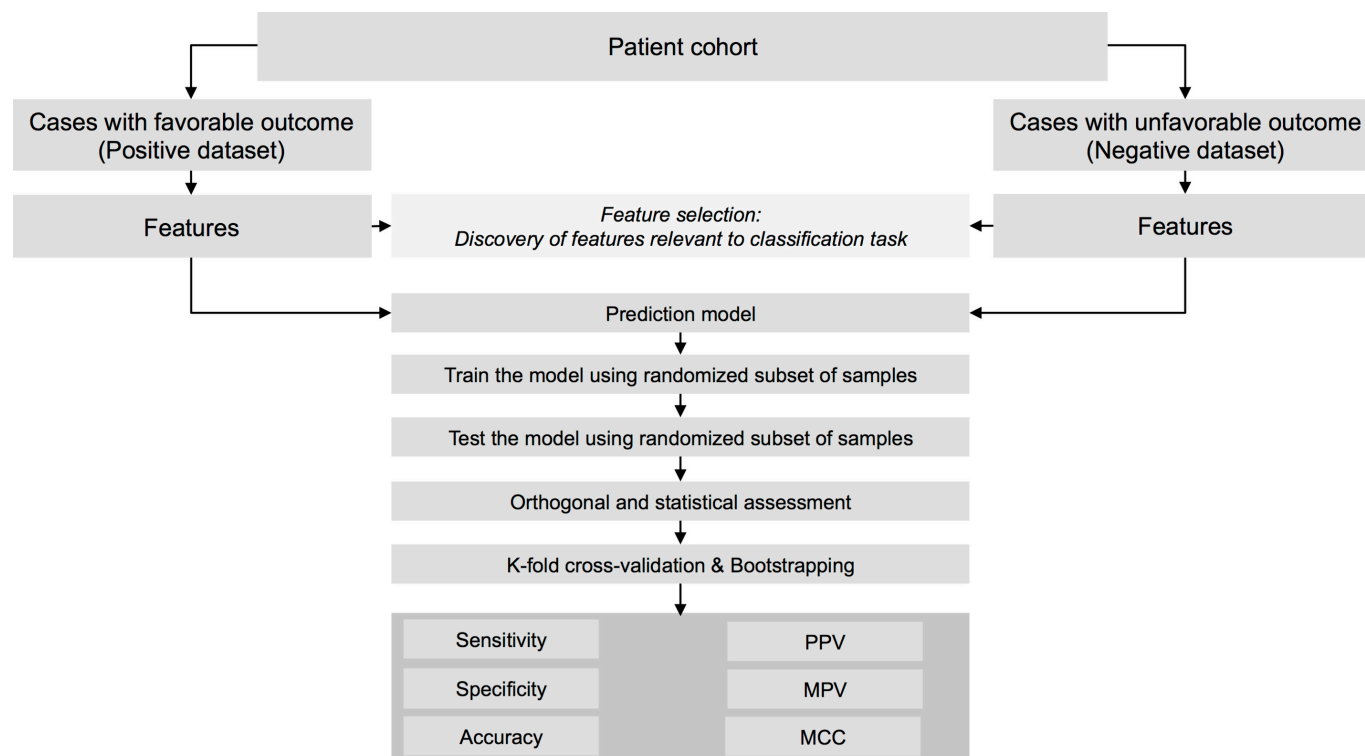 Patient cohort
Cases with favorable outcome
(Positive dataset)
Cases with unfavorable outcome
(Negative dataset)
Features
Feature selection:
Discovery of features relevant to classification task
Features
Prediction model
Train the model using randomized subset of samples
Test the model using randomized subset of samples
Orthogonal and statistical assessment
K-fold cross-validation & Bootstrapping
Sensitivity
PPV
Specificity
MPV
Accuracy
MCC